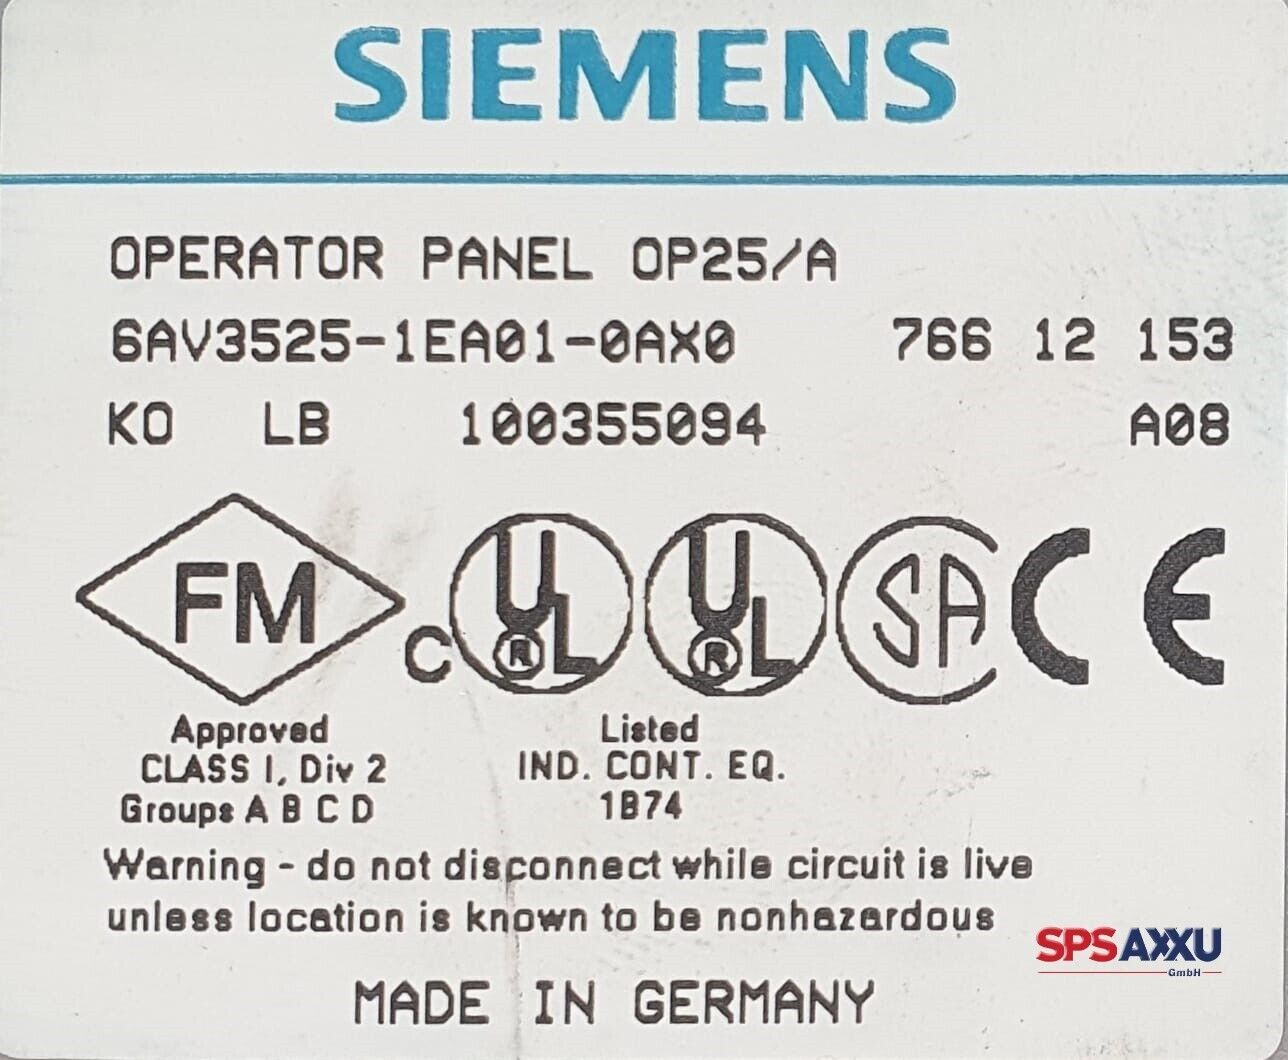 SIEMENS
OPERATOR PANEL OP25/A
6AV3525-1EA01-0AX0 766 12 153
KO LB 100355094 A08
FM C UL R UL R SA CE
Approved Listed
CLASS I, Div 2 IND. CONT. EQ.
Groups A B C D 1B74
Warning - do not disconnect while circuit is live
unless location is known to be nonhazardous
SPSAXXU
GmbH
MADE IN GERMANY